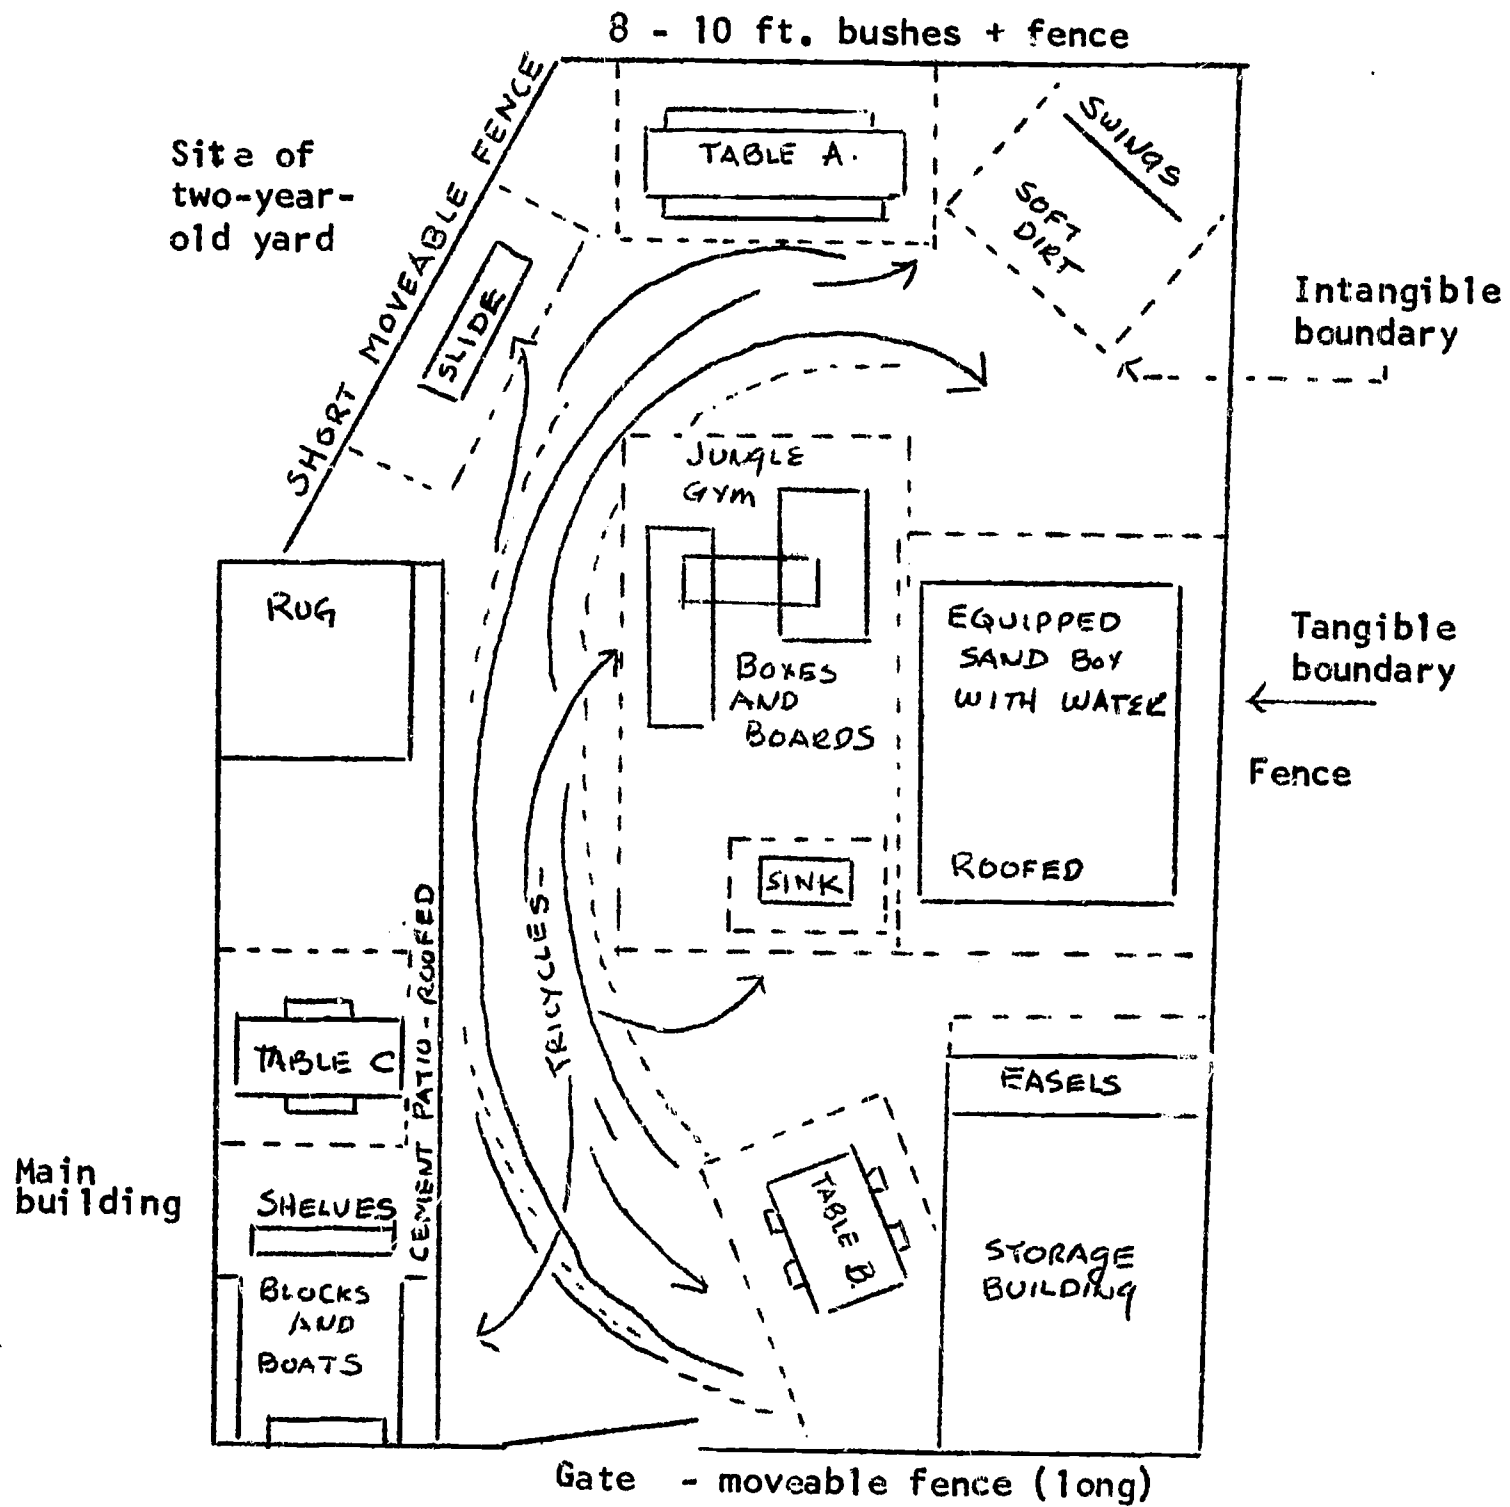 8 - 10 ft. bushes + fence
SHORT MOVEABLE FENCE
Site of
two-year-
old yard
TABLE A.
SWINGS
SOFT
DIRT
SLIDE
Intangible
boundary
JUNGLE
GYM
RUG
EQUIPPED
SAND BOX
WITH WATER
Tangible
boundary
BOXES
AND
BOARDS
Fence
ROOFED
SINK
TRICYCLES-
CEMENT PATIO-ROOFED
TABLE C
EASELS
Main
building
SHELVES
TABLE B.
BLOCKS
AND
BOATS
STORAGE
BUILDING
Gate - moveable fence (long)